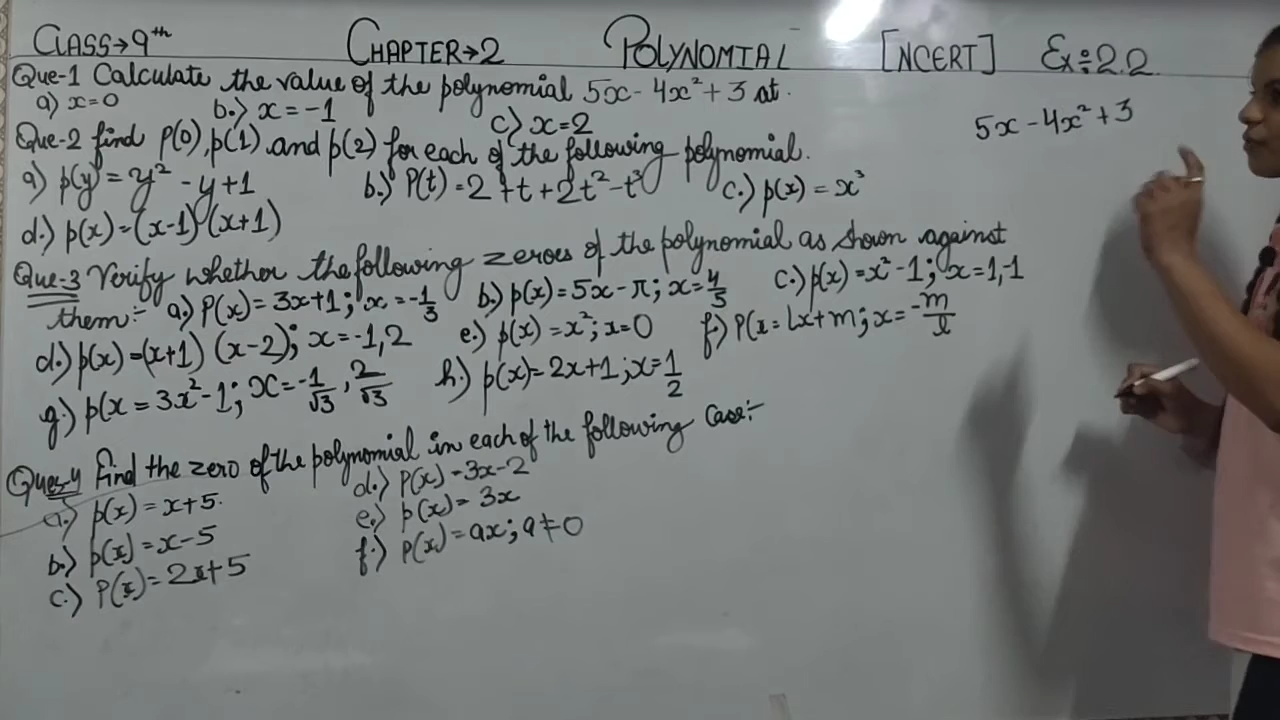 CLASS→9th CHAPTER→2 POLYNOMIAL [NCERT] Ex÷2.2
Que-1 Calculate the value of the polynomial 5x-4x²+3 at.
a) x=0 b.) x=-1 c) x=2
5x-4x²+3
Que-2 find p(0), p(1) and p(2) for each of the following polynomial.
a) p(y)=y²-y+1 b.) P(t)=2+t+2t²-t³ c.) p(x)=x³
d.) p(x)=(x-1)(x+1)
Que-3 Verify whether the following zeroes of the polynomial as shown against
them:- a.) P(x)=3x+1; x=-1/3 b.) p(x)=5x-π; x=4/5 c.) p(x)=x²-1; x=1,-1
d.) p(x)=(x+1)(x-2); x=-1,2 e.) p(x)=x²; x=0 f.) P(x=lx+m; x=-m/l
g.) p(x=3x²-1; x=-1/√3, 2/√3 h.) p(x)=2x+1; x=1/2
Ques-4 Find the zero of the polynomial in each of the following case:-
a.) p(x)=x+5. d.) P(x)=3x-2
b.) p(x)=x-5 e.) p(x)=3x
c.) P(x)=2x+5 f.) P(x)=ax; a≠0